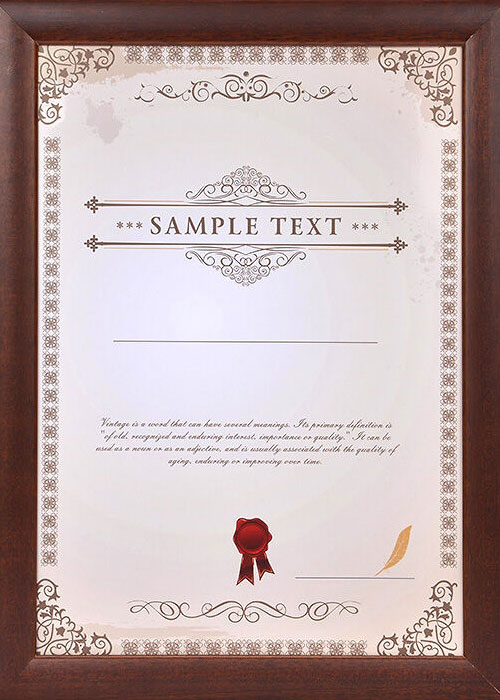 *** SAMPLE TEXT ***
Vintage is a word that can have several meanings. Its primary definition is
"of old, recognized and enduring interest, importance or quality." It can be
used as a noun or as an adjective, and is usually associated with the quality of
aging, enduring or improving over time.